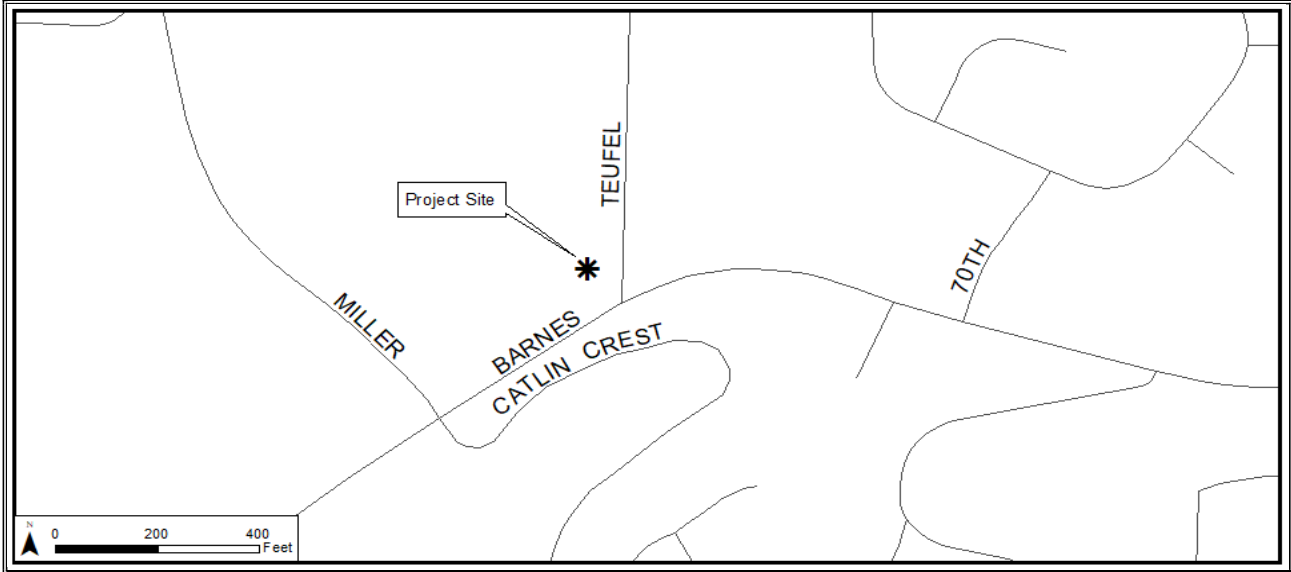 TEUFEL
Project Site
70TH
MILLER
BARNES
CATLIN CREST
N
0 200 400
Feet